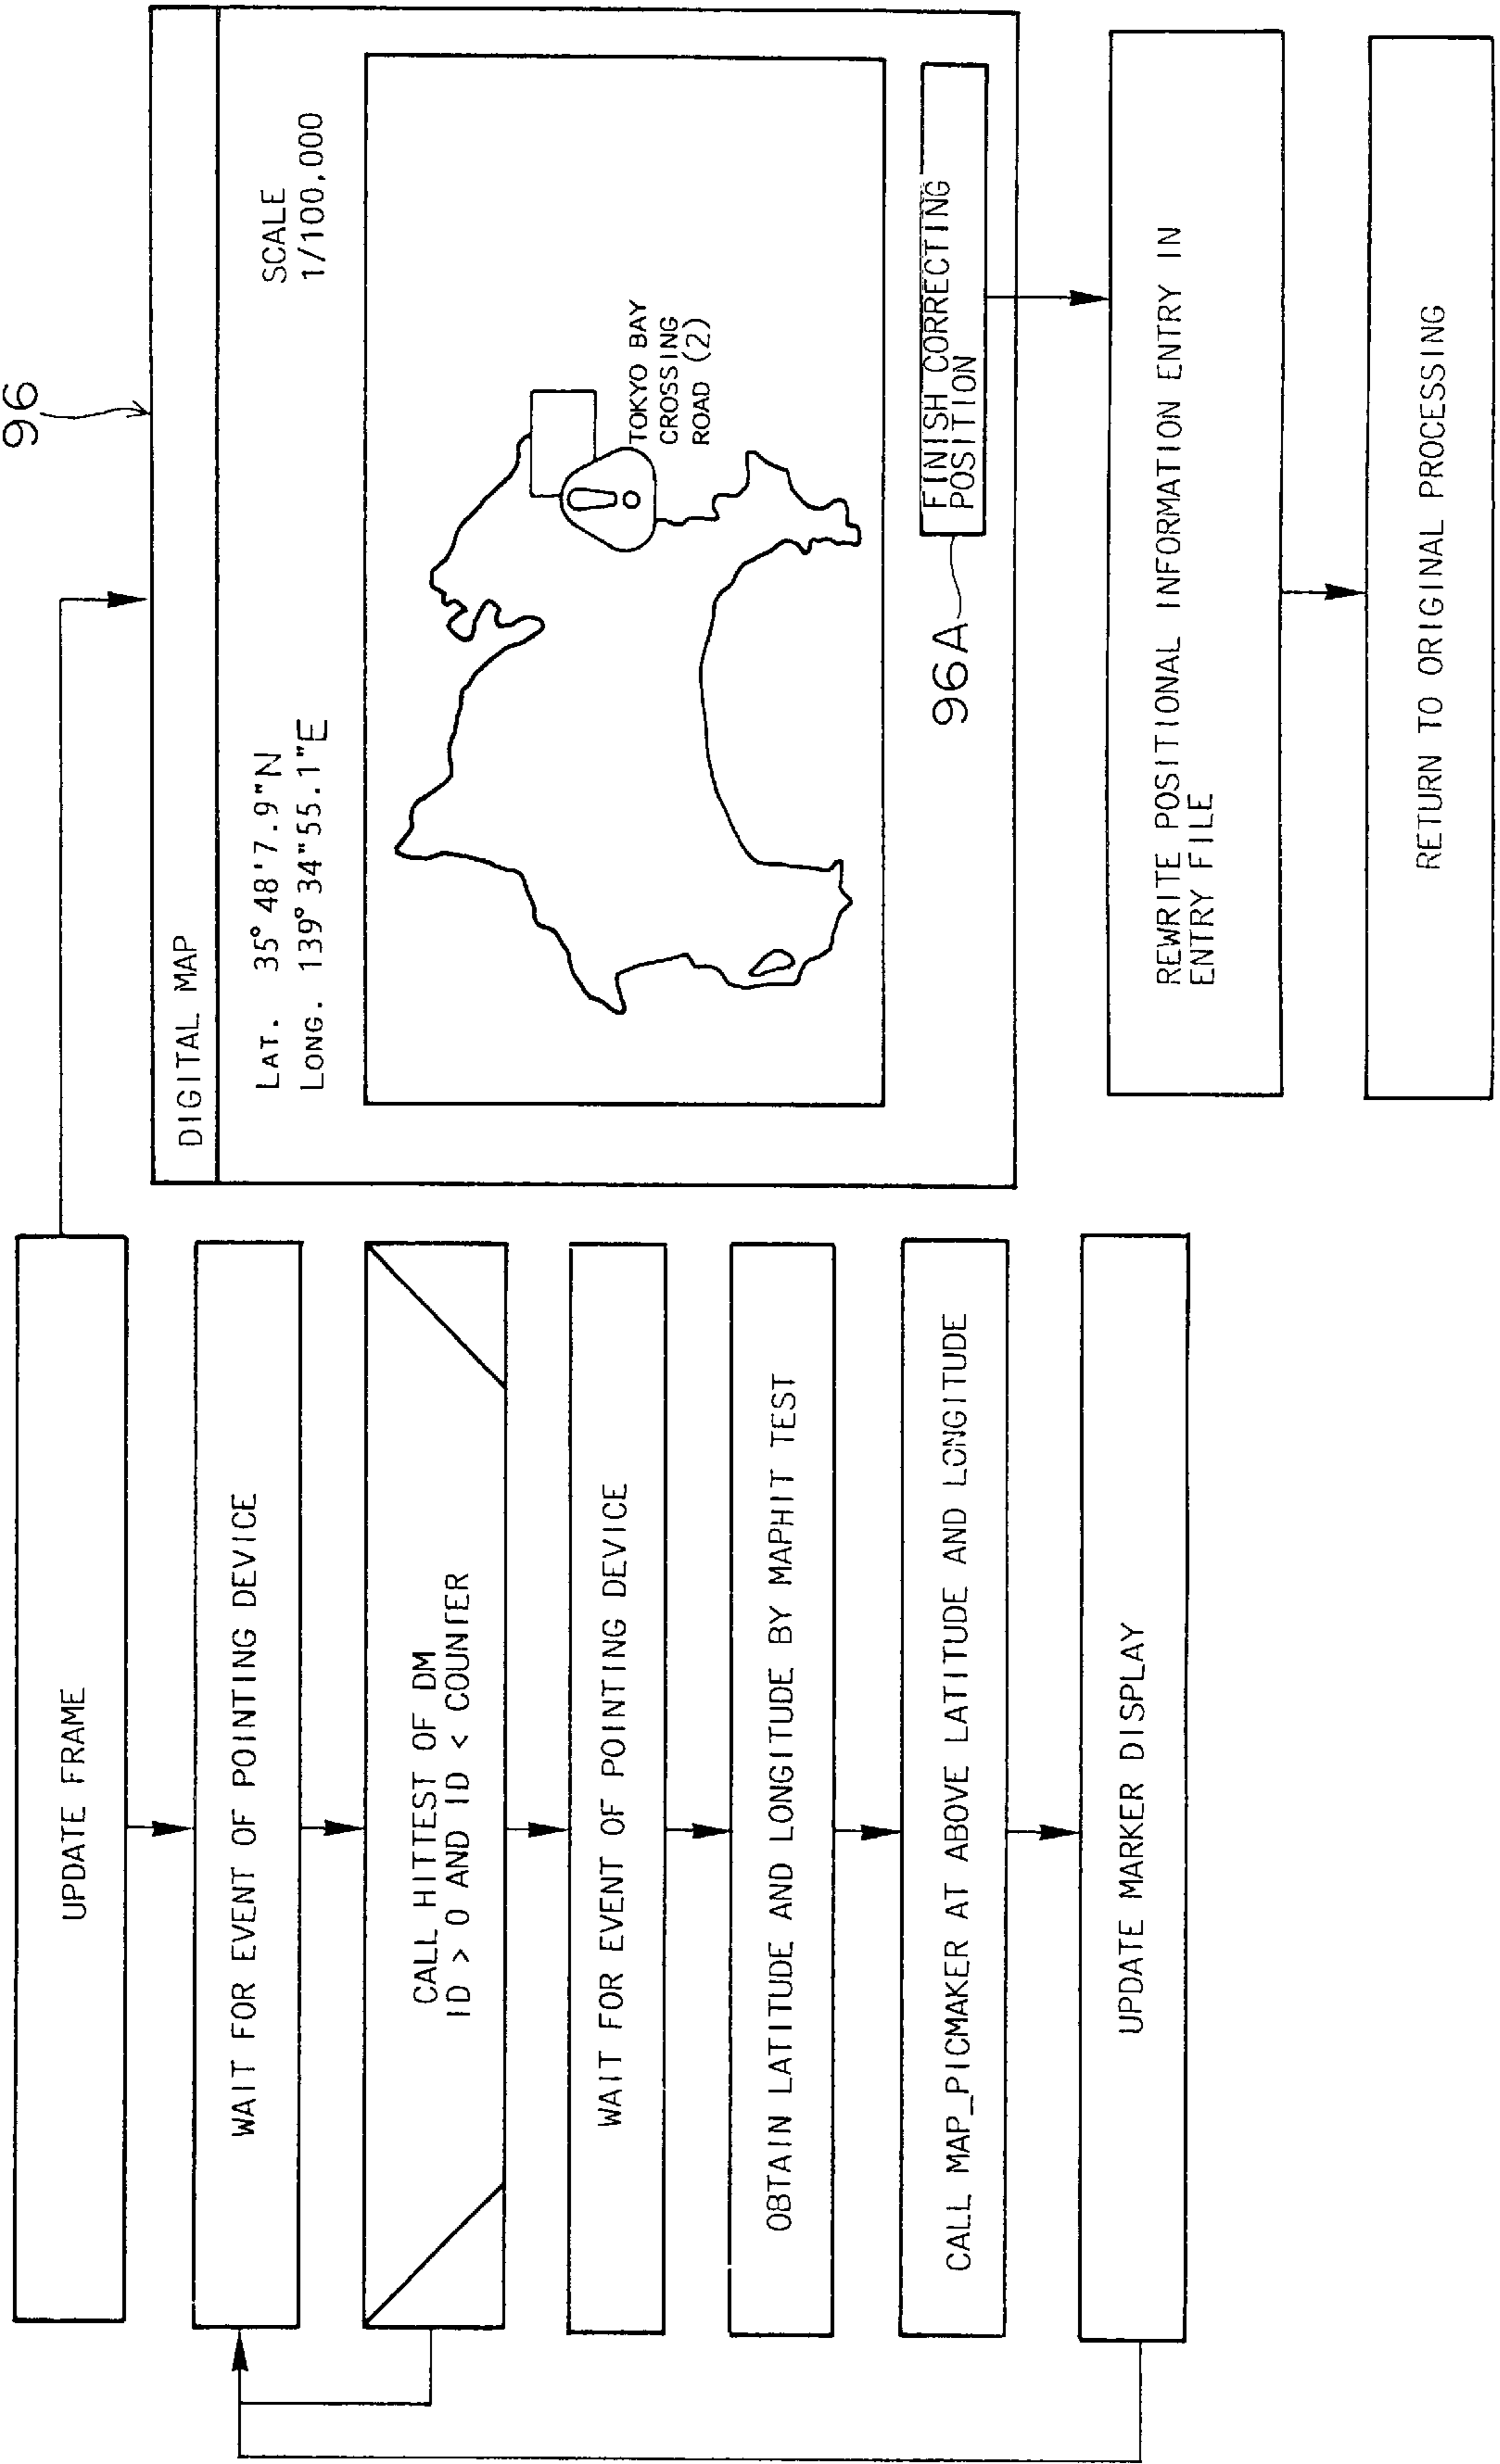 UPDATE FRAME
WAIT FOR EVENT OF POINTING DEVICE
CALL HITTEST OF DM
ID > 0 AND ID < COUNTER
WAIT FOR EVENT OF POINTING DEVICE
OBTAIN LATITUDE AND LONGITUDE BY MAPHIT TEST
CALL MAP_PICMAKER AT ABOVE LATITUDE AND LONGITUDE
UPDATE MARKER DISPLAY
96
DIGITAL MAP
LAT. 35° 48'7.9"N
LONG. 139° 34"55.1"E
SCALE
1/100,000
TOKYO BAY
CROSSING
ROAD (2)
96A
FINISH CORRECTING
POSITION
REWRITE POSITIONAL INFORMATION ENTRY IN
ENTRY FILE
RETURN TO ORIGINAL PROCESSING